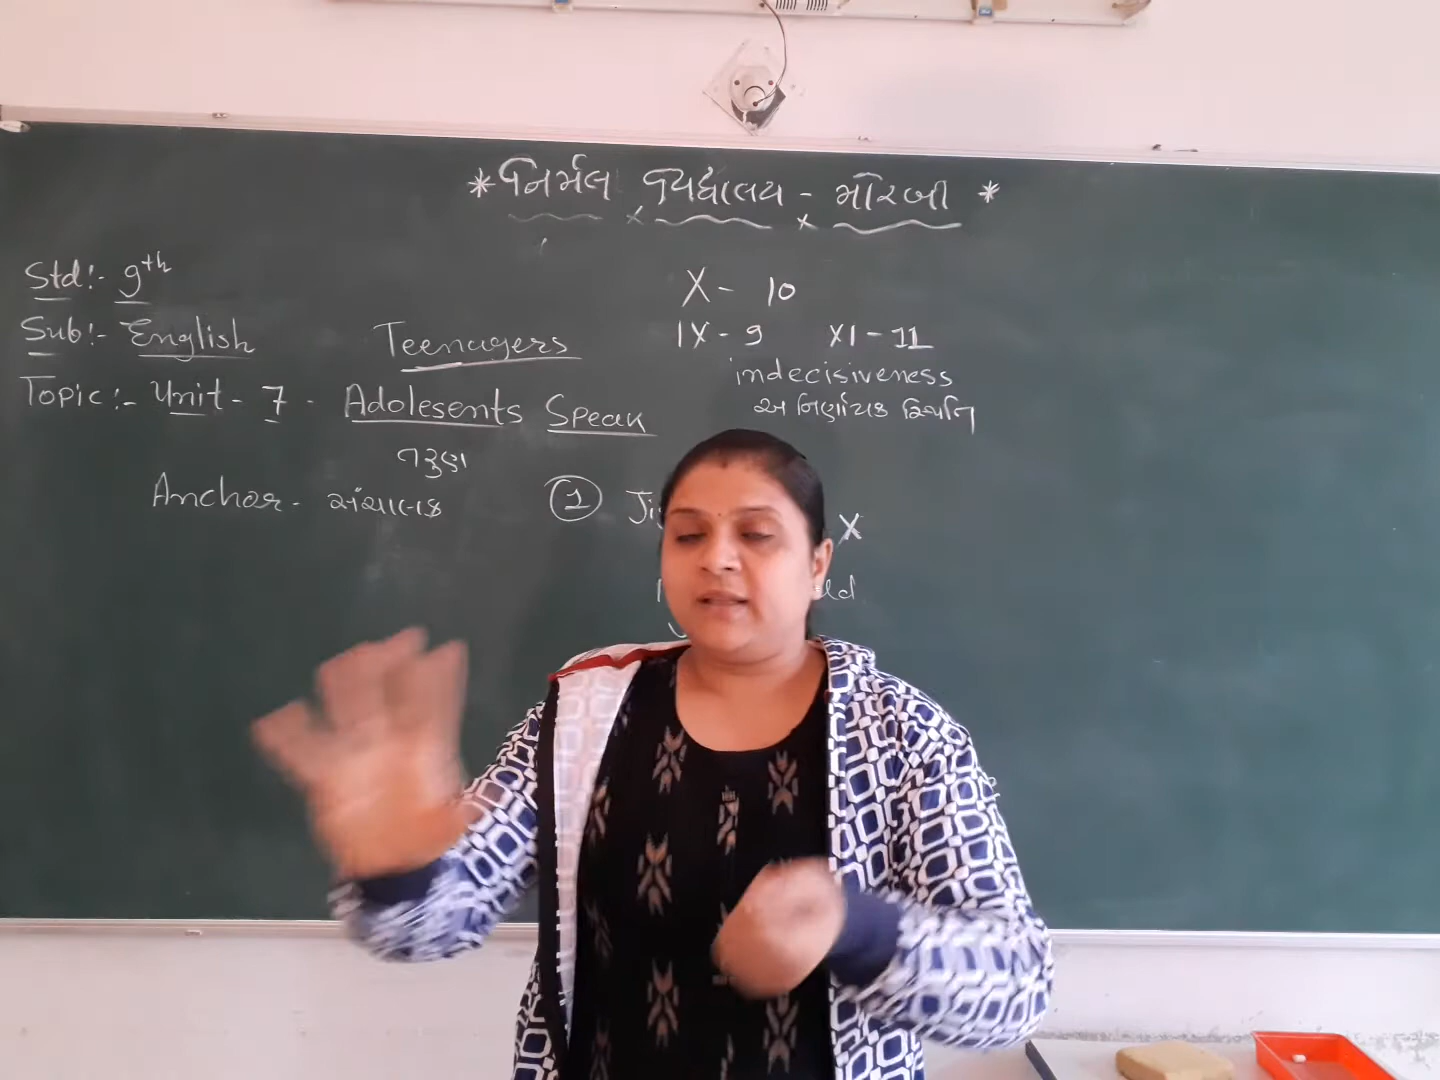 * નિર્મલ વિદ્યાલય - મોરબી *
Std:- 9th
Sub:- English
Teenagers
Topic:- Unit - 7 - Adolesents Speak
તરુણ
Anchor - સંચાલક
X - 10
IX - 9 XI - 11
indecisiveness
અ નિર્ણાયક સ્થિતિ
1 Ji
X